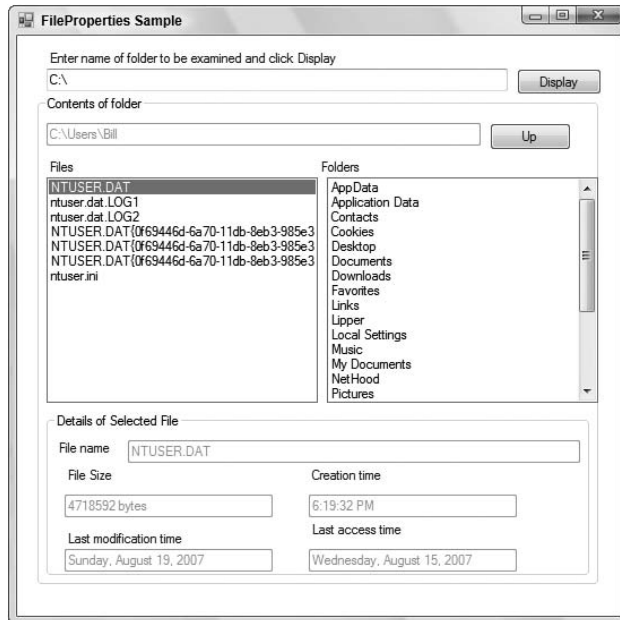 FileProperties Sample
Enter name of folder to be examined and click Display
C:\
Display
Contents of folder
C:\Users\Bill
Up
Files
Folders
NTUSER.DAT
ntuser.dat.LOG1
ntuser.dat.LOG2
NTUSER.DAT{0f69446d-6a70-11db-8eb3-985e3
NTUSER.DAT{0f69446d-6a70-11db-8eb3-985e3
NTUSER.DAT{0f69446d-6a70-11db-8eb3-985e3
ntuser.ini
AppData
Application Data
Contacts
Cookies
Desktop
Documents
Downloads
Favorites
Links
Lipper
Local Settings
Music
My Documents
NetHood
Pictures
Details of Selected File
File name
NTUSER.DAT
File Size
Creation time
4718592 bytes
6:19:32 PM
Last modification time
Last access time
Sunday, August 19, 2007
Wednesday, August 15, 2007